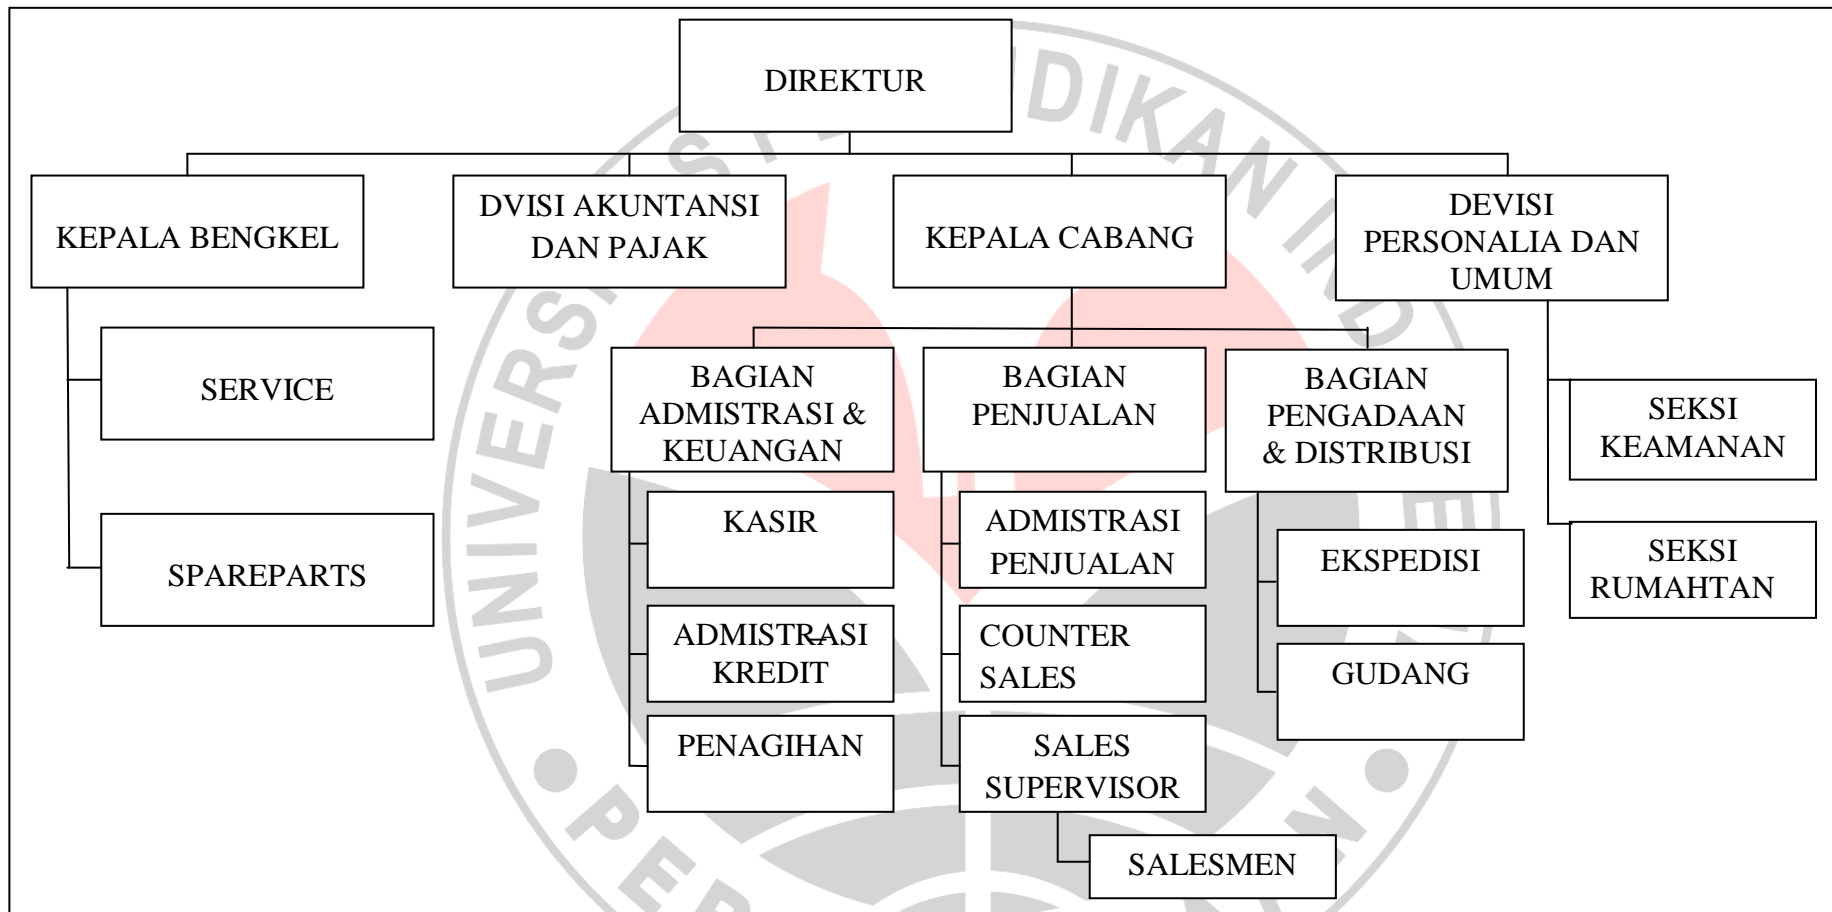 DIREKTUR
KEPALA BENGKEL
DVISI AKUNTANSI
DAN PAJAK
KEPALA CABANG
DEVISI
PERSONALIA DAN
UMUM
SERVICE
SPAREPARTS
BAGIAN
ADMISTRASI &
KEUANGAN
KASIR
ADMISTRASI
KREDIT
PENAGIHAN
BAGIAN
PENJUALAN
ADMISTRASI
PENJUALAN
COUNTER
SALES
SALES
SUPERVISOR
SALESMEN
BAGIAN
PENGADAAN
& DISTRIBUSI
EKSPEDISI
GUDANG
SEKSI
KEAMANAN
SEKSI
RUMAHTAN